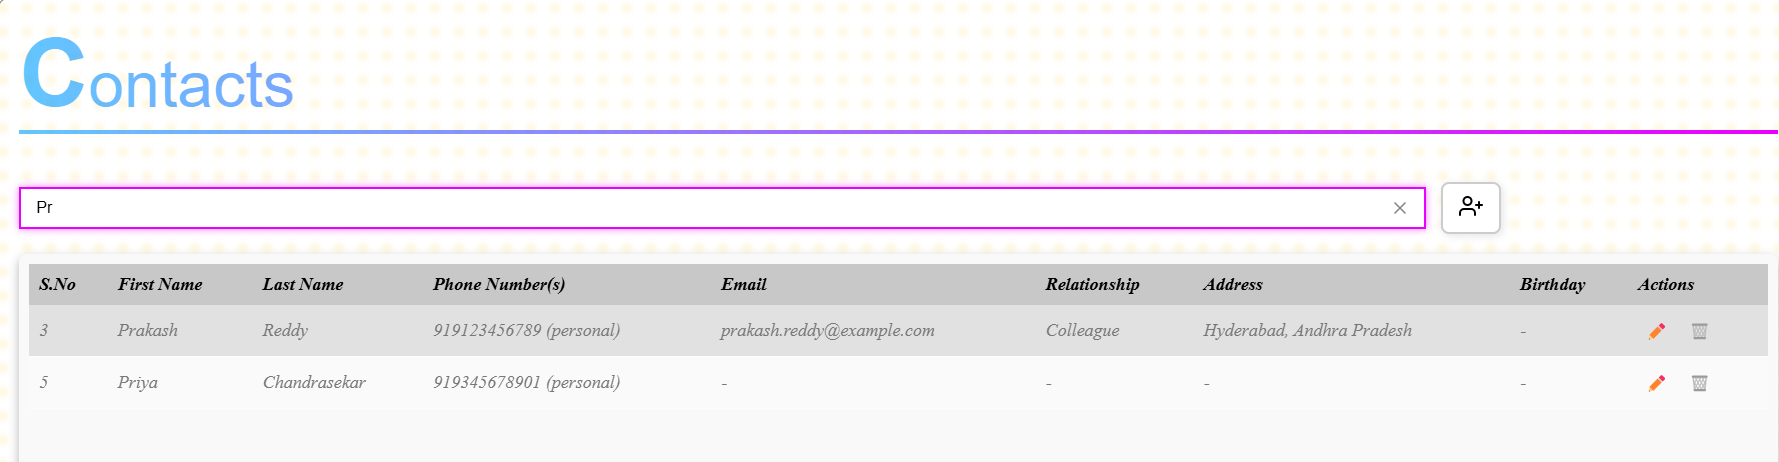 Contacts
Pr
S.No First Name Last Name Phone Number(s) Email Relationship Address Birthday Actions
3 Prakash Reddy 919123456789 (personal) prakash.reddy@example.com Colleague Hyderabad, Andhra Pradesh -
5 Priya Chandrasekar 919345678901 (personal) - - - -